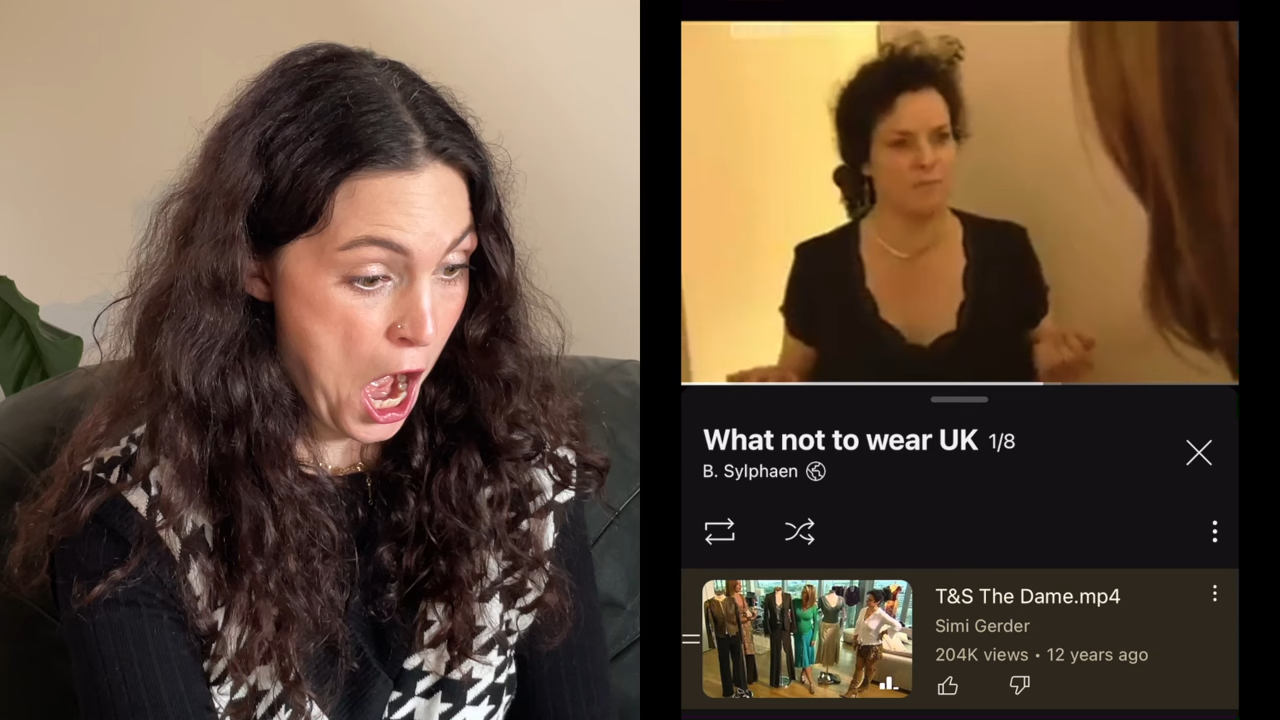 What not to wear UK 1/8
B. Sylphaen
T&S The Dame.mp4
Simi Gerder
204K views • 12 years ago